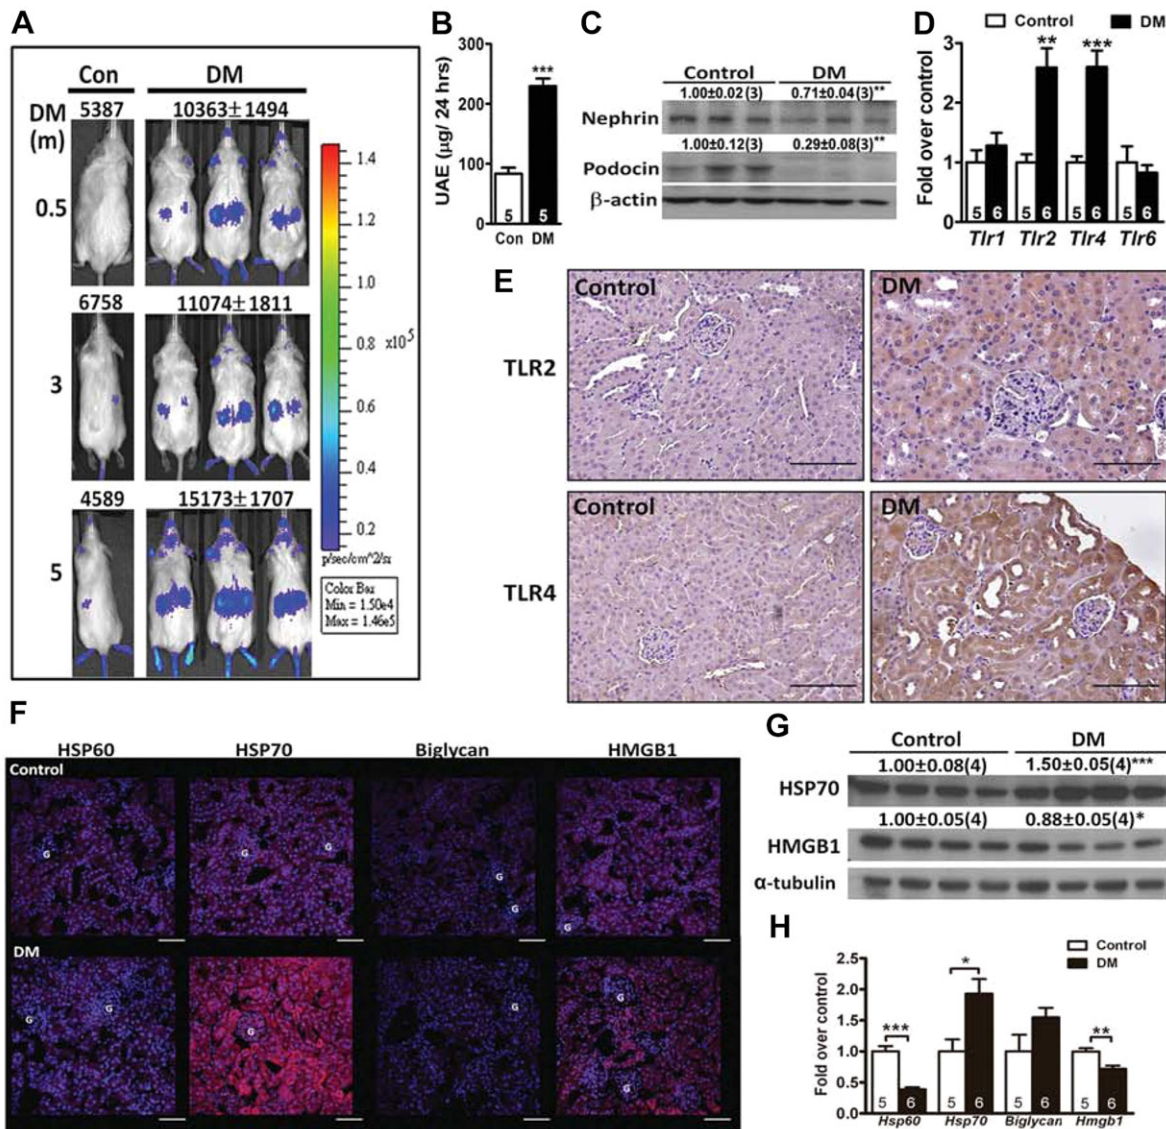 A
Con DM
DM (m)
5387 10363±1494
0.5
6758 11074±1811
3
4589 15173±1707
5
1.4
1.2
1.0
x10^5
0.8
0.6
0.4
0.2
p/sec/cm^2/sr
Color Bar
Min = 1.50e4
Max = 1.46e5
B
UAE (µg/ 24 hrs)
300
200
100
0
***
5 5
Con DM
C
Control DM
1.00±0.02(3) 0.71±0.04(3)**
Nephrin
1.00±0.12(3) 0.29±0.08(3)**
Podocin
β-actin
D
Control DM
Fold over control
3
2
1
0
** ***
5 6 5 6 5 6 5 6
Tlr1 Tlr2 Tlr4 Tlr6
E
Control DM
TLR2
Control DM
TLR4
F
HSP60 HSP70 Biglycan HMGB1
Control
G G G G G G
DM
G G G G G G
G
Control DM
1.00±0.08(4) 1.50±0.05(4)***
HSP70
1.00±0.05(4) 0.88±0.05(4)*
HMGB1
α-tubulin
H
Control
DM
Fold over control
2.5
2.0
1.5
1.0
0.5
0.0
*** * **
5 6 5 6 5 6 5 6
Hsp60 Hsp70 Biglycan Hmgb1